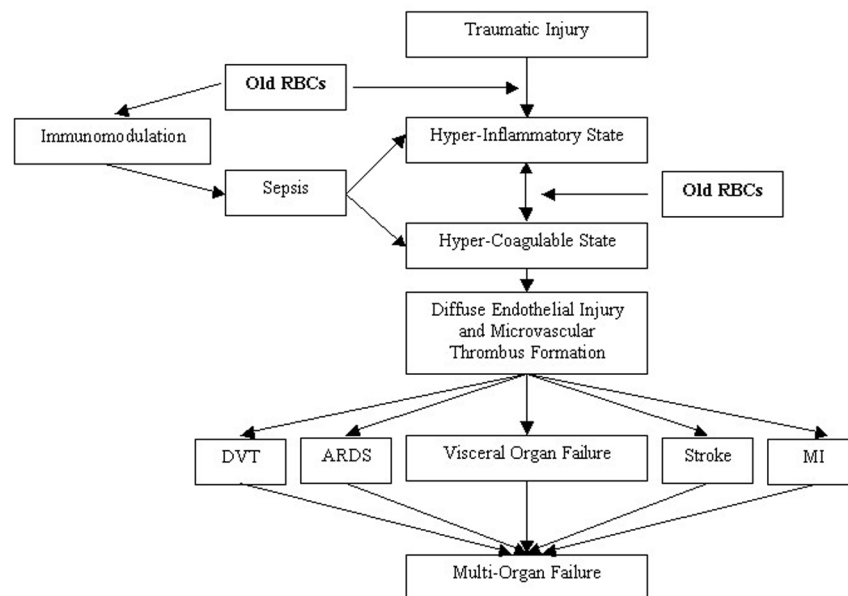 Traumatic Injury
Old RBCs
Immunomodulation
Hyper-Inflammatory State
Sepsis
Old RBCs
Hyper-Coagulable State
Diffuse Endothelial Injury
and Microvascular
Thrombus Formation
DVT
ARDS
Visceral Organ Failure
Stroke
MI
Multi-Organ Failure